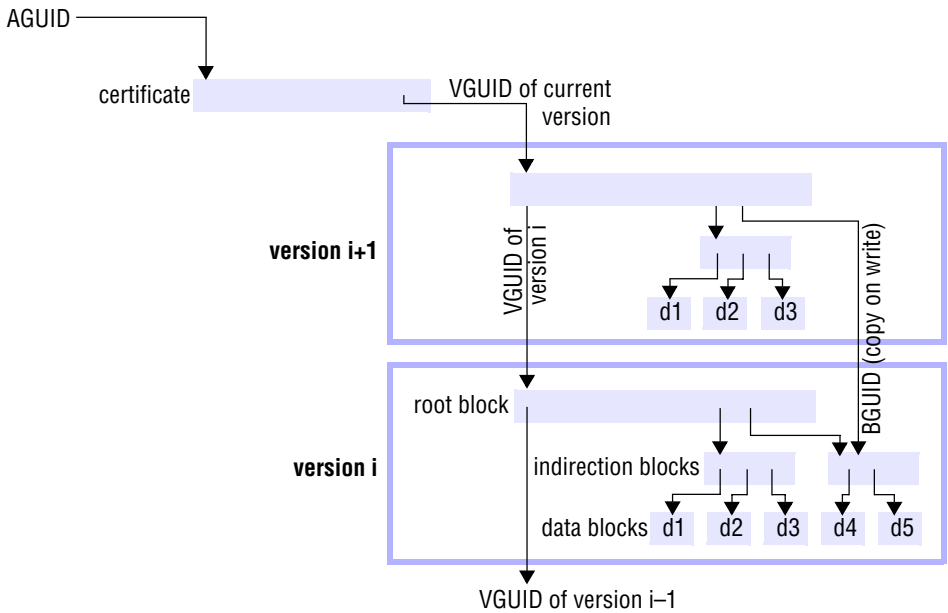 AGUID
certificate
VGUID of current
version
version i+1
VGUID of
version i
d1 d2 d3
BGUID (copy on write)
root block
version i
indirection blocks
data blocks d1 d2 d3 d4 d5
VGUID of version i–1